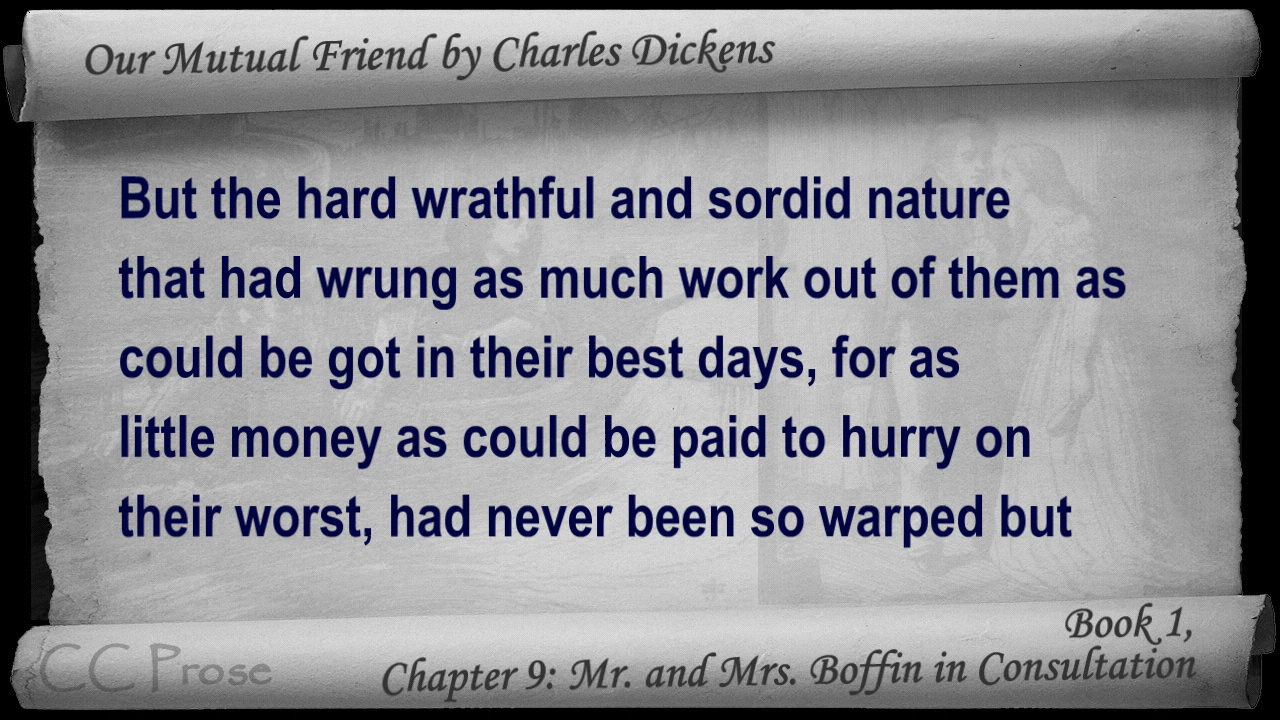 Our Mutual Friend by Charles Dickens
But the hard wrathful and sordid nature
that had wrung as much work out of them as
could be got in their best days, for as
little money as could be paid to hurry on
their worst, had never been so warped but
Book 1,
Chapter 9: Mr. and Mrs. Boffin in Consultation
CC Prose